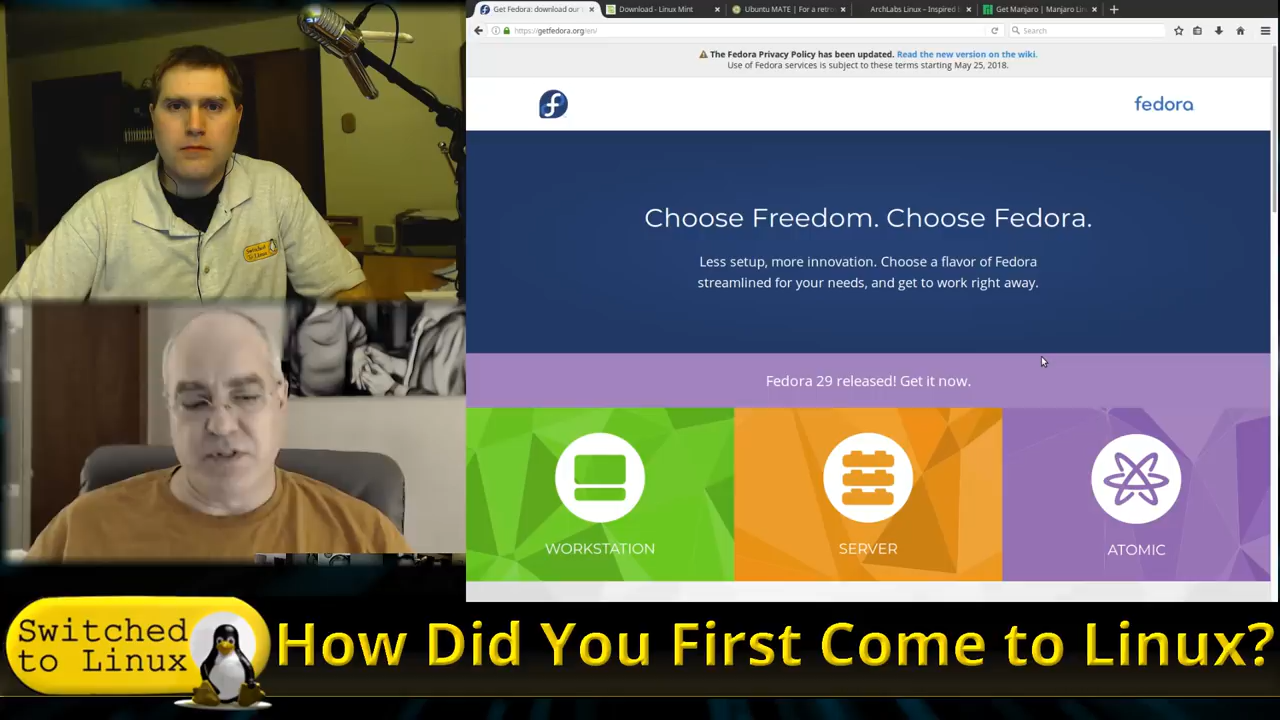 Get Fedora: download our
Download - Linux Mint
Ubuntu MATE | For a retro
ArchLabs Linux – Inspired B
Get Manjaro | Manjaro Lin
https://getfedora.org/en/
Search
The Fedora Privacy Policy has been updated. Read the new version on the wiki.
Use of Fedora services is subject to these terms starting May 25, 2018.
fedora
Choose Freedom. Choose Fedora.
Less setup, more innovation. Choose a flavor of Fedora
streamlined for your needs, and get to work right away.
Fedora 29 released! Get it now.
WORKSTATION
SERVER
ATOMIC
Switched
to Linux
Switched
to Linux
How Did You First Come to Linux?